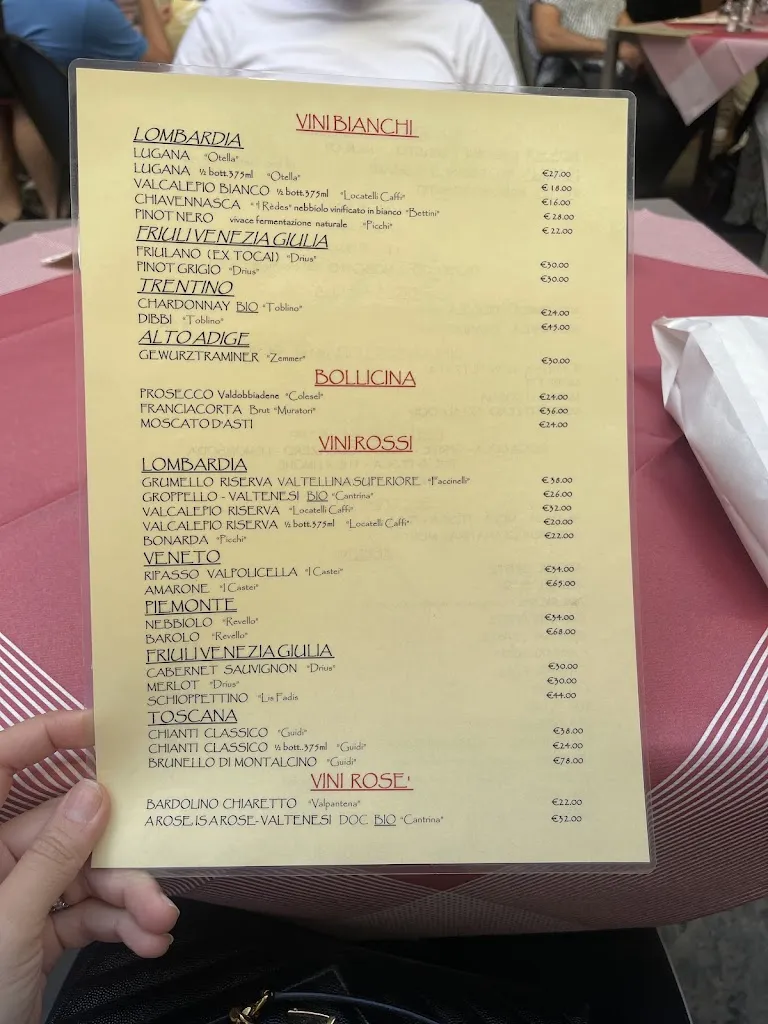 VINI BIANCHI
LOMBARDIA
LUGANA "Otella" €27.00
LUGANA ½ bott.375ml "Otella" € 18.00
VALCALEPIO BIANCO ½ bott.375ml "Locatelli Caffi" €16.00
CHIAVENNASCA "'l Rèdes" nebbiolo vinificato in bianco "Bettini" € 28.00
PINOT NERO vivace fermentazione naturale "Picchi" € 22.00
FRIULI VENEZIA GIULIA
FRIULANO (EX TOCAI) "Drius" €30.00
PINOT GRIGIO "Drius" €30.00
TRENTINO
CHARDONNAY BIO "Toblino" €24.00
DIBBI "Toblino" €45.00
ALTO ADIGE
GEWURZTRAMINER "Zemmer" €30.00
BOLLICINA
PROSECCO Valdobbiadene "Colesel" €24.00
FRANCIACORTA Brut "Muratori" €36.00
MOSCATO D'ASTI €24.00
VINI ROSSI
LOMBARDIA
GRUMELLO RISERVA VALTELLINA SUPERIORE "Faccinelli" €38.00
GROPPELLO - VALTENESI BIO "Cantrina" €26.00
VALCALEPIO RISERVA "Locatelli Caffi" €32.00
VALCALEPIO RISERVA ½ bott.375ml "Locatelli Caffi" €20.00
BONARDA "Picchi" €22.00
VENETO
RIPASSO VALPOLICELLA "I Castei" €34.00
AMARONE "I Castei" €65.00
PIEMONTE
NEBBIOLO "Revello" €34.00
BAROLO "Revello" €68.00
FRIULI VENEZIA GIULIA
CABERNET SAUVIGNON "Drius" €30.00
MERLOT "Drius" €30.00
SCHIOPPETTINO "Lis Fadis €44.00
TOSCANA
CHIANTI CLASSICO "Guidi" €38.00
CHIANTI CLASSICO ½ bott.375ml "Guidi" €24.00
BRUNELLO DI MONTALCINO "Guidi" €78.00
VINI ROSE'
BARDOLINO CHIARETTO "Valpantena" €22.00
A ROSE IS A ROSE- VALTENESI DOC BIO "Cantrina" €32.00